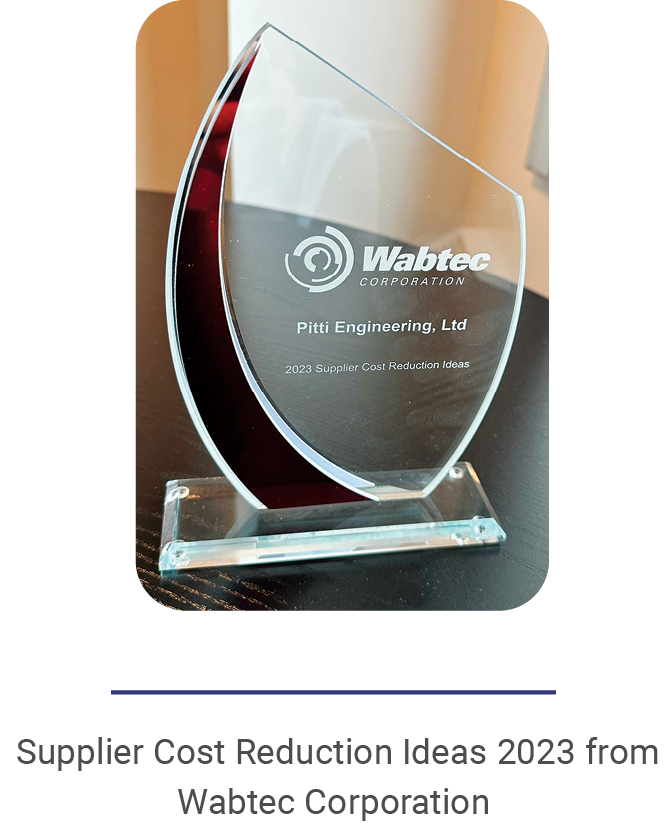 Wabtec
CORPORATION
Pitti Engineering, Ltd
2023 Supplier Cost Reduction Ideas
Supplier Cost Reduction Ideas 2023 from
Wabtec Corporation